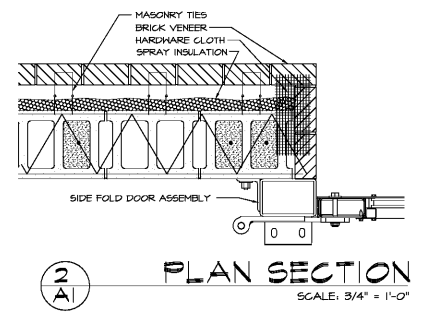 MASONRY TIES
BRICK VENEER
HARDWARE CLOTH
SPRAY INSULATION
SIDE FOLD DOOR ASSEMBLY
2
A1
PLAN SECTION
SCALE: 3/4" = 1'-0"